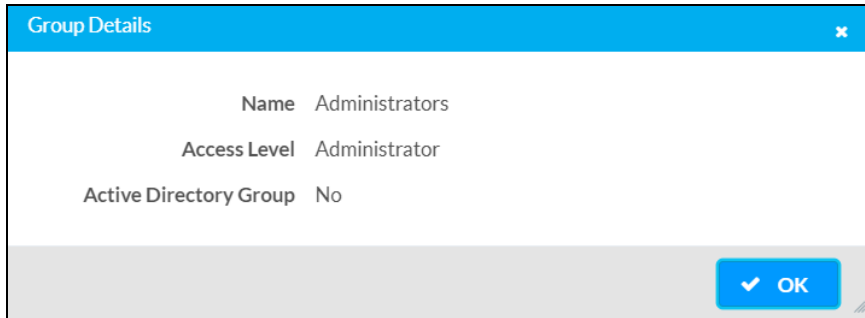 Group Details
Name Administrators
Access Level Administrator
Active Directory Group No
OK